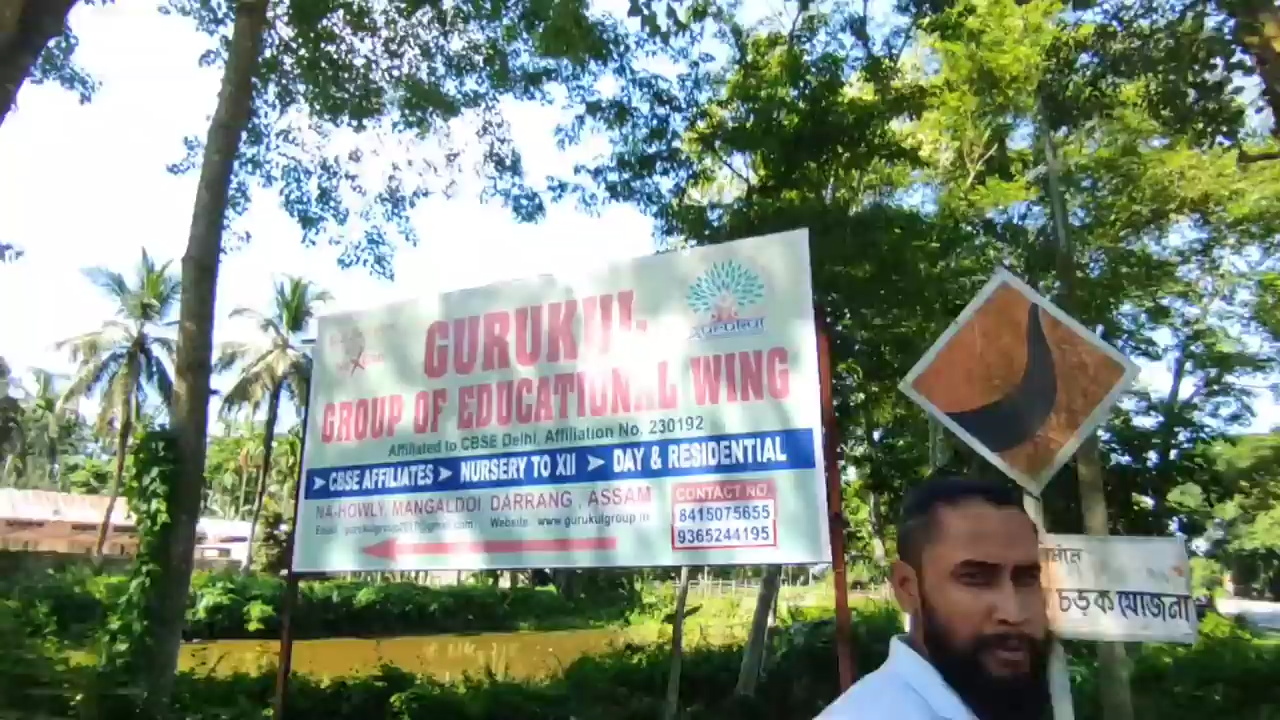 GURUKUL
GROUP OF EDUCATIONAL WING
Affiliated to CBSE Delhi, Affiliation No. 230192
➤ CBSE AFFILIATES ➤ NURSERY TO XII ➤ DAY & RESIDENTIAL
NA-HOWLY, MANGALDOI, DARRANG, ASSAM
Website: www.gurukulgroup.in
CONTACT NO.
8415075655
9365244195
চড়ক যোজনা